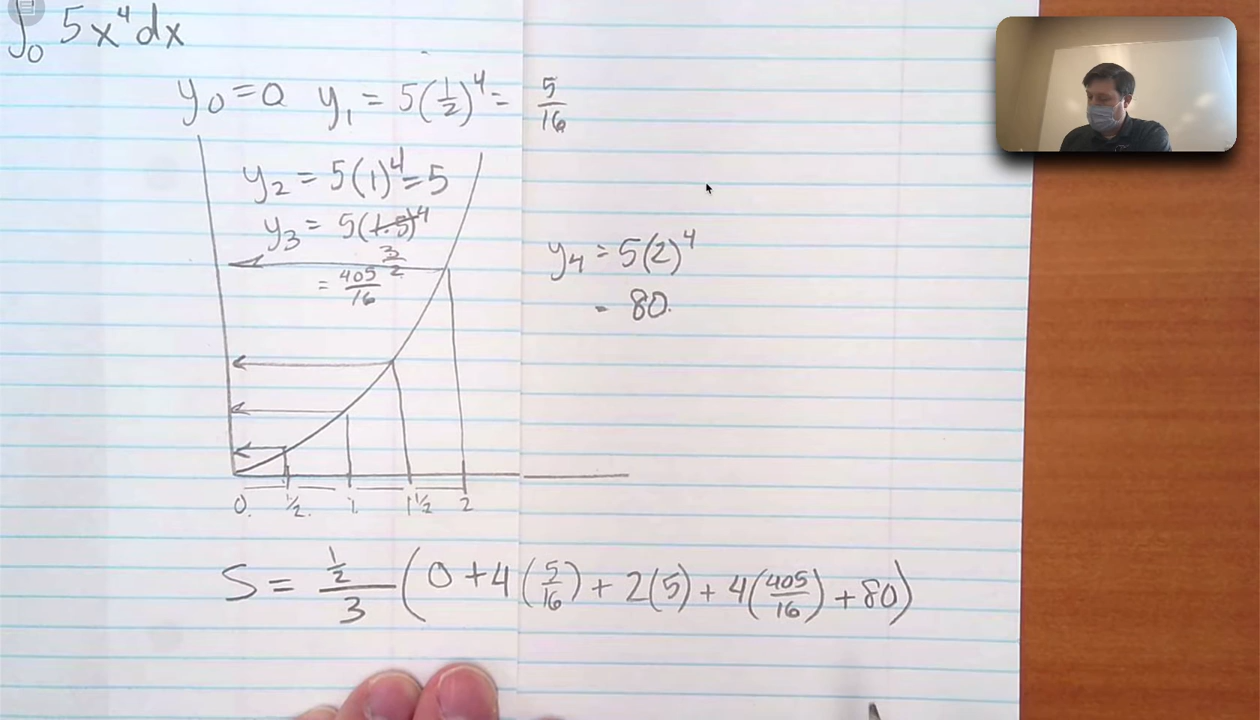 ∫₀ 5x⁴dx
y₀ = 0 y₁ = 5(1/2)⁴ = 5/16
y₂ = 5(1)⁴ = 5
y₃ = 5(1.5)⁴
3/2
= 405/16
y₄ = 5(2)⁴
= 80.
0. 1/2. 1. 1 1/2 2
S = (1/2)/3 (0 + 4(5/16) + 2(5) + 4(405/16) + 80)